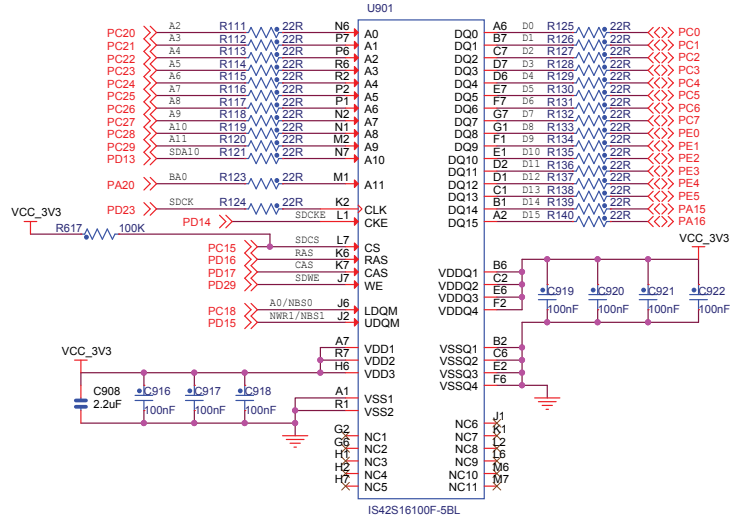 U901
PC20 A2 R111 22R N6 A0 DQ0 A6 D0 R125 22R PC0
PC21 A3 R112 22R P7 A1 DQ1 B7 D1 R126 22R PC1
PC22 A4 R113 22R P6 A2 DQ2 C7 D2 R127 22R PC2
PC23 A5 R114 22R R6 A3 DQ3 D7 D3 R128 22R PC3
PC24 A6 R115 22R R2 A4 DQ4 D6 D4 R129 22R PC4
PC25 A7 R116 22R P2 A5 DQ5 E7 D5 R130 22R PC5
PC26 A8 R117 22R P1 A6 DQ6 F7 D6 R131 22R PC6
PC27 A9 R118 22R N2 A7 DQ7 G7 D7 R132 22R PC7
PC28 A10 R119 22R N1 A8 DQ8 G1 D8 R133 22R PE0
PC29 A11 R120 22R M2 A9 DQ9 F1 D9 R134 22R PE1
PD13 SDA10 R121 22R N7 A10 DQ10 E1 D10 R135 22R PE2
DQ11 D2 D11 R136 22R PE3
PA20 BA0 R123 22R M1 A11 DQ12 D1 D12 R137 22R PE4
DQ13 C1 D13 R138 22R PE5
PD23 SDCK R124 22R K2 CLK DQ14 B1 D14 R139 22R PA15
PD14 SDCKE L1 CKE DQ15 A2 D15 R140 22R PA16
VCC_3V3
R617 100K
VCC_3V3
PC15 SDCS L7 CS
PD16 RAS K6 RAS
PD17 CAS K7 CAS
PD29 SDWE J7 WE
VDDQ1 B6
VDDQ2 C2
VDDQ3 E6
VDDQ4 F2
C919 C920 C921 C922
100nF 100nF 100nF 100nF
PC18 A0/NBS0 J6 LDQM
PD15 NWR1/NBS1 J2 UDQM
VSSQ1 B2
VSSQ2 C6
VSSQ3 E2
VSSQ4 F6
VCC_3V3
A7 VDD1
R7 VDD2
H6 VDD3
C908 C916 C917 C918
2.2uF 100nF 100nF 100nF
A1 VSS1
R1 VSS2
G2 NC1 NC6 J1
G6 NC2 NC7 K1
H1 NC3 NC8 L2
H2 NC4 NC9 L6
H7 NC5 NC10 M6
NC11 M7
IS42S16100F-5BL